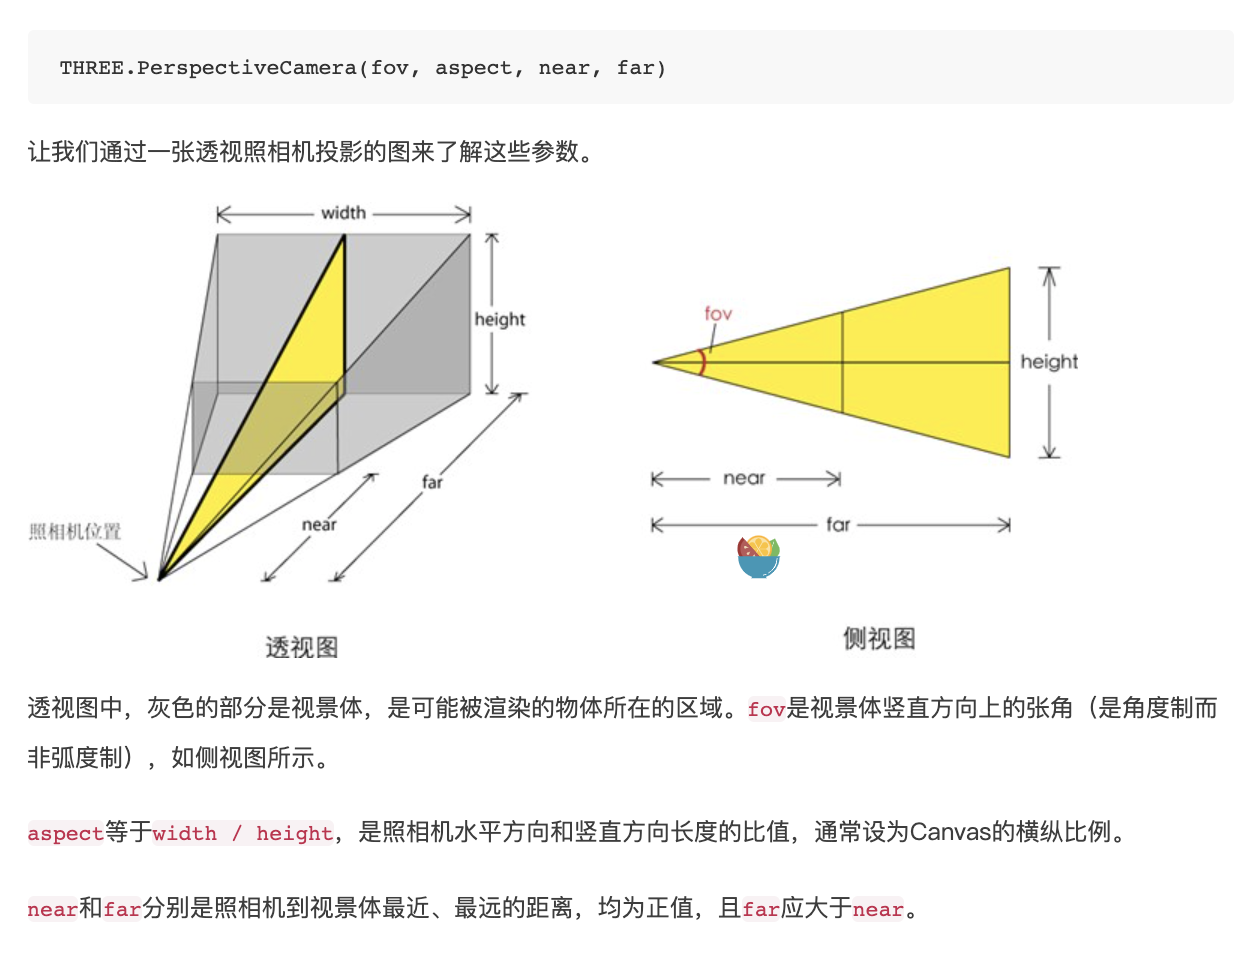 THREE.PerspectiveCamera(fov, aspect, near, far)
让我们通过一张透视照相机投影的图来了解这些参数。
width
height
far
near
照相机位置
透视图
fov
height
near
far
侧视图
透视图中，灰色的部分是视景体，是可能被渲染的物体所在的区域。fov是视景体竖直方向上的张角（是角度制而
非弧度制），如侧视图所示。
aspect等于width / height，是照相机水平方向和竖直方向长度的比值，通常设为Canvas的横纵比例。
near和far分别是照相机到视景体最近、最远的距离，均为正值，且far应大于near。